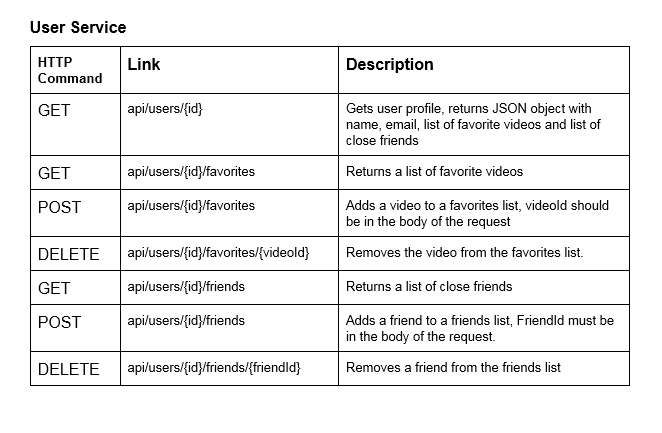 User Service
HTTP
Command
Link
Description
GET
api/users/{id}
Gets user profile, returns JSON object with
name, email, list of favorite videos and list of
close friends
GET
api/users/{id}/favorites
Returns a list of favorite videos
POST
api/users/{id}/favorites
Adds a video to a favorites list, videoId should
be in the body of the request
DELETE
api/users/{id}/favorites/{videoId}
Removes the video from the favorites list.
GET
api/users/{id}/friends
Returns a list of close friends
POST
api/users/{id}/friends
Adds a friend to a friends list, FriendId must be
in the body of the request.
DELETE
api/users/{id}/friends/{friendId}
Removes a friend from the friends list